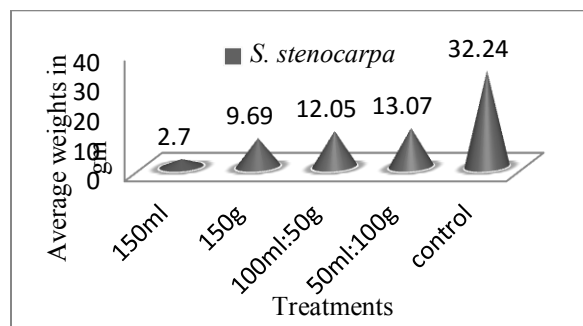 S. stenocarpa
Average weights in
gm
40
30
20
10
0
2.7
9.69
12.05
13.07
32.24
150ml
150g
100ml:50g
50ml:100g
control
Treatments